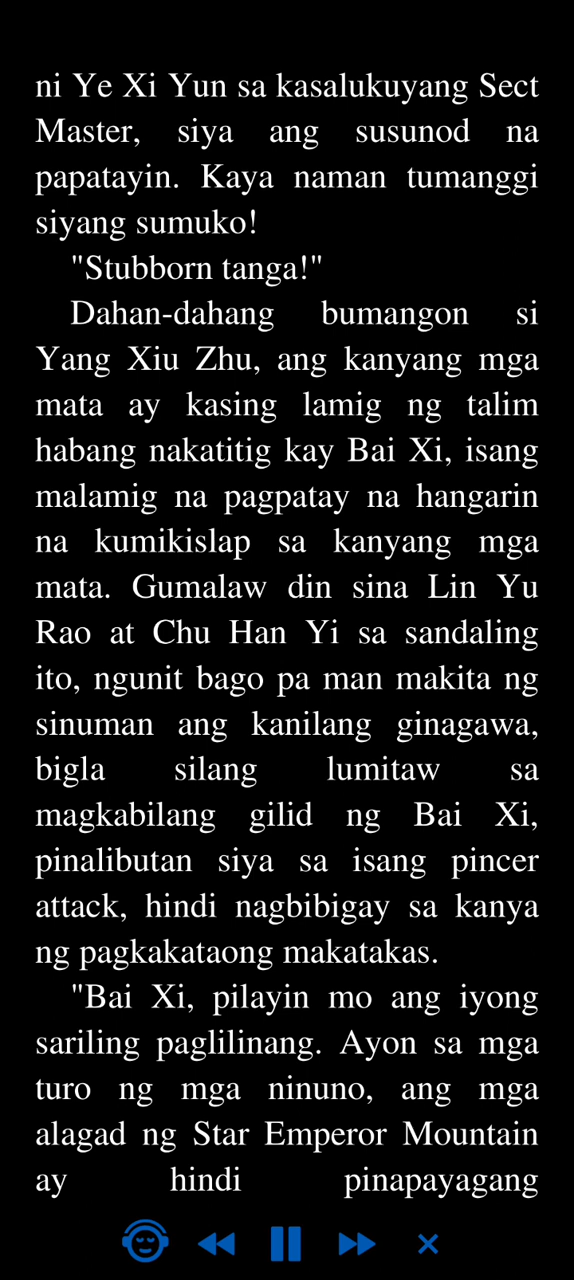 ni Ye Xi Yun sa kasalukuyang Sect
Master, siya ang susunod na
papatayin. Kaya naman tumanggi
siyang sumuko!
"Stubborn tanga!"
Dahan-dahang bumangon si
Yang Xiu Zhu, ang kanyang mga
mata ay kasing lamig ng talim
habang nakatitig kay Bai Xi, isang
malamig na pagpatay na hangarin
na kumikislap sa kanyang mga
mata. Gumalaw din sina Lin Yu
Rao at Chu Han Yi sa sandaling
ito, ngunit bago pa man makita ng
sinuman ang kanilang ginagawa,
bigla silang lumitaw sa
magkabilang gilid ng Bai Xi,
pinalibutan siya sa isang pincer
attack, hindi nagbibigay sa kanya
ng pagkakataong makatakas.
"Bai Xi, pilayin mo ang iyong
sariling paglilinang. Ayon sa mga
turo ng mga ninuno, ang mga
alagad ng Star Emperor Mountain
ay hindi pinapayagang